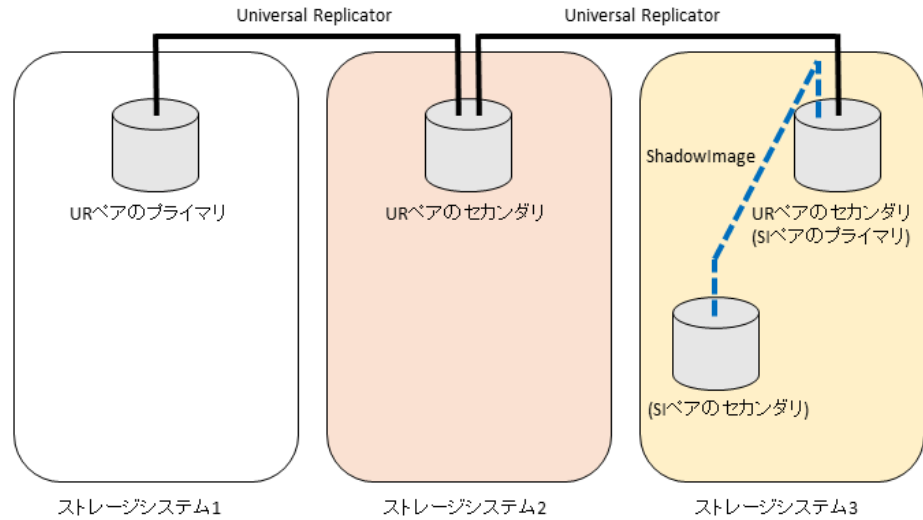 Universal Replicator
Universal Replicator
ShadowImage
URペアのプライマリ
URペアのセカンダリ
URペアのセカンダリ
(SIペアのプライマリ)
(SIペアのセカンダリ)
ストレージシステム1
ストレージシステム2
ストレージシステム3